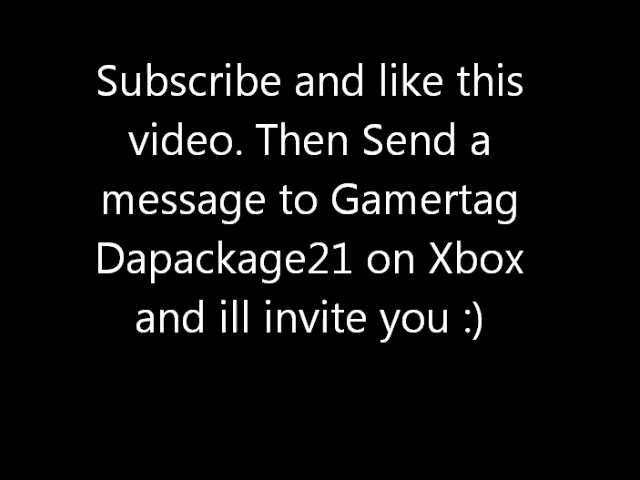 Subscribe and like this
video. Then Send a
message to Gamertag
Dapackage21 on Xbox
and ill invite you :)